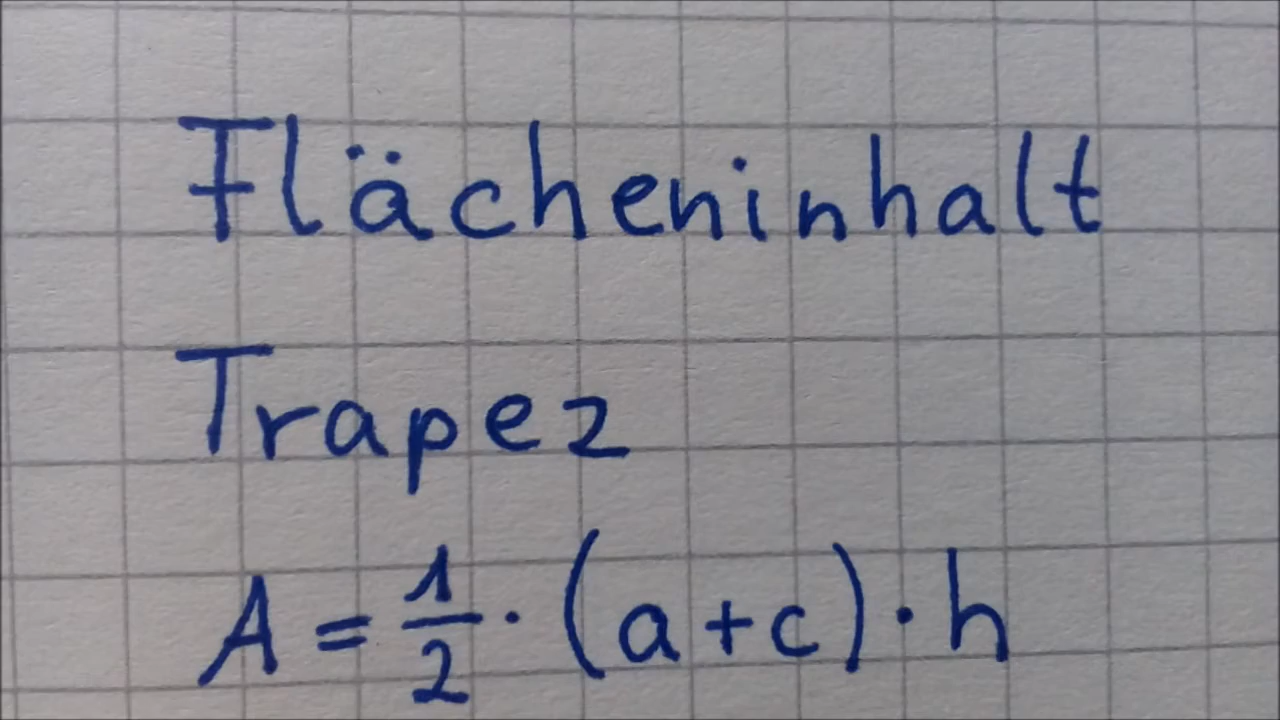 Flächeninhalt
Trapez
A = 1/2 · (a+c) · h